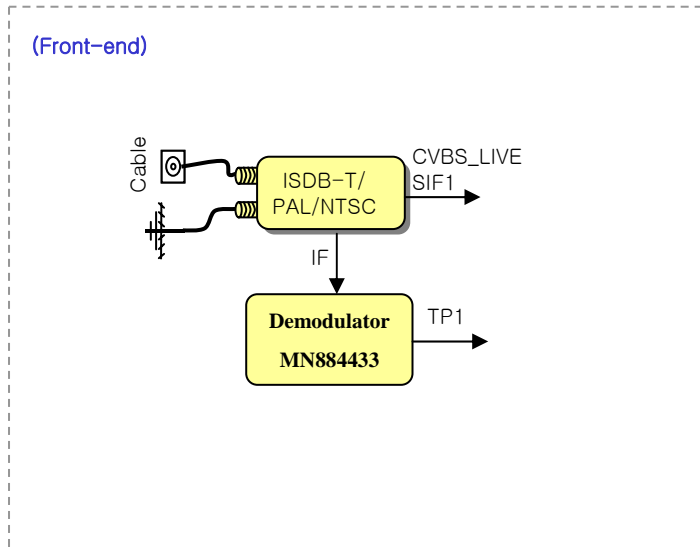 (Front-end)
Cable
ISDB-T/
PAL/NTSC
CVBS_LIVE
SIF1
IF
Demodulator
MN884433
TP1